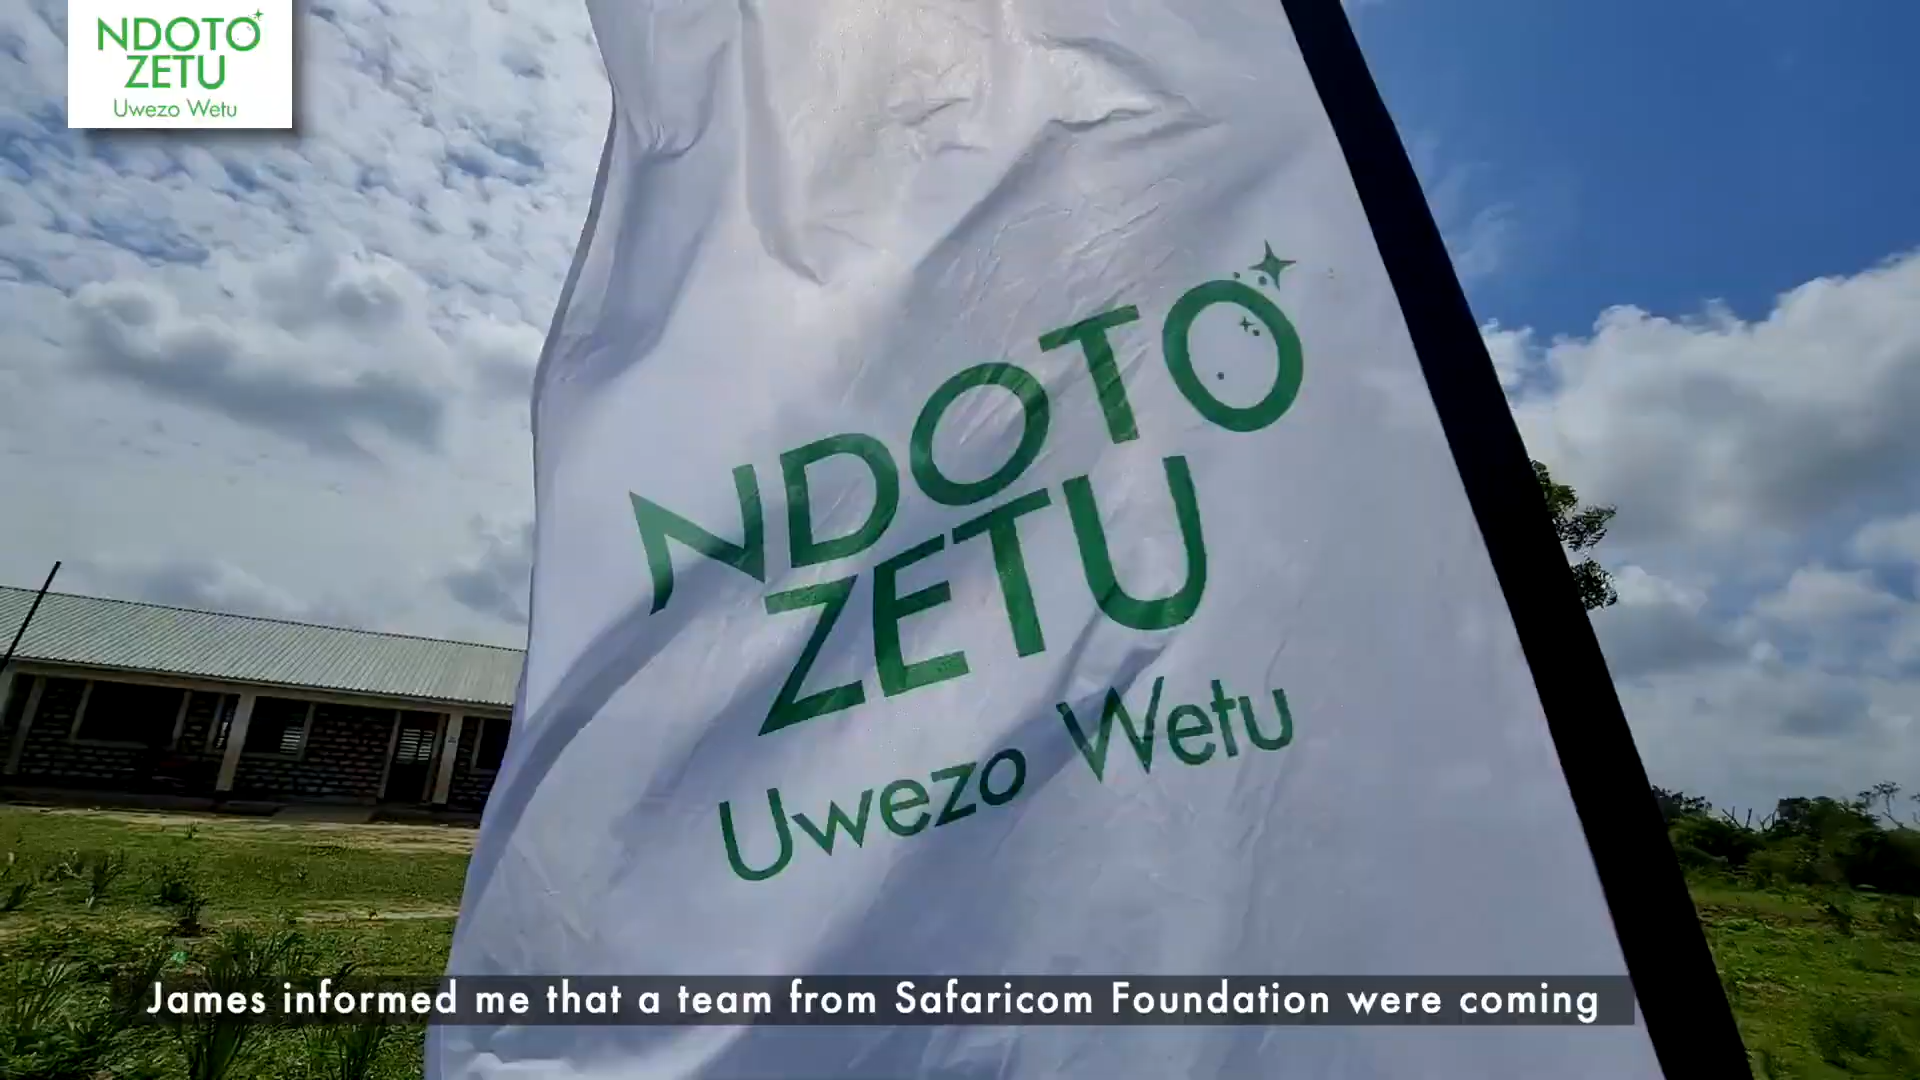 NDOTO
ZETU
Uwezo Wetu
NDOTO
ZETU
Uwezo Wetu
James informed me that a team from Safaricom Foundation were coming